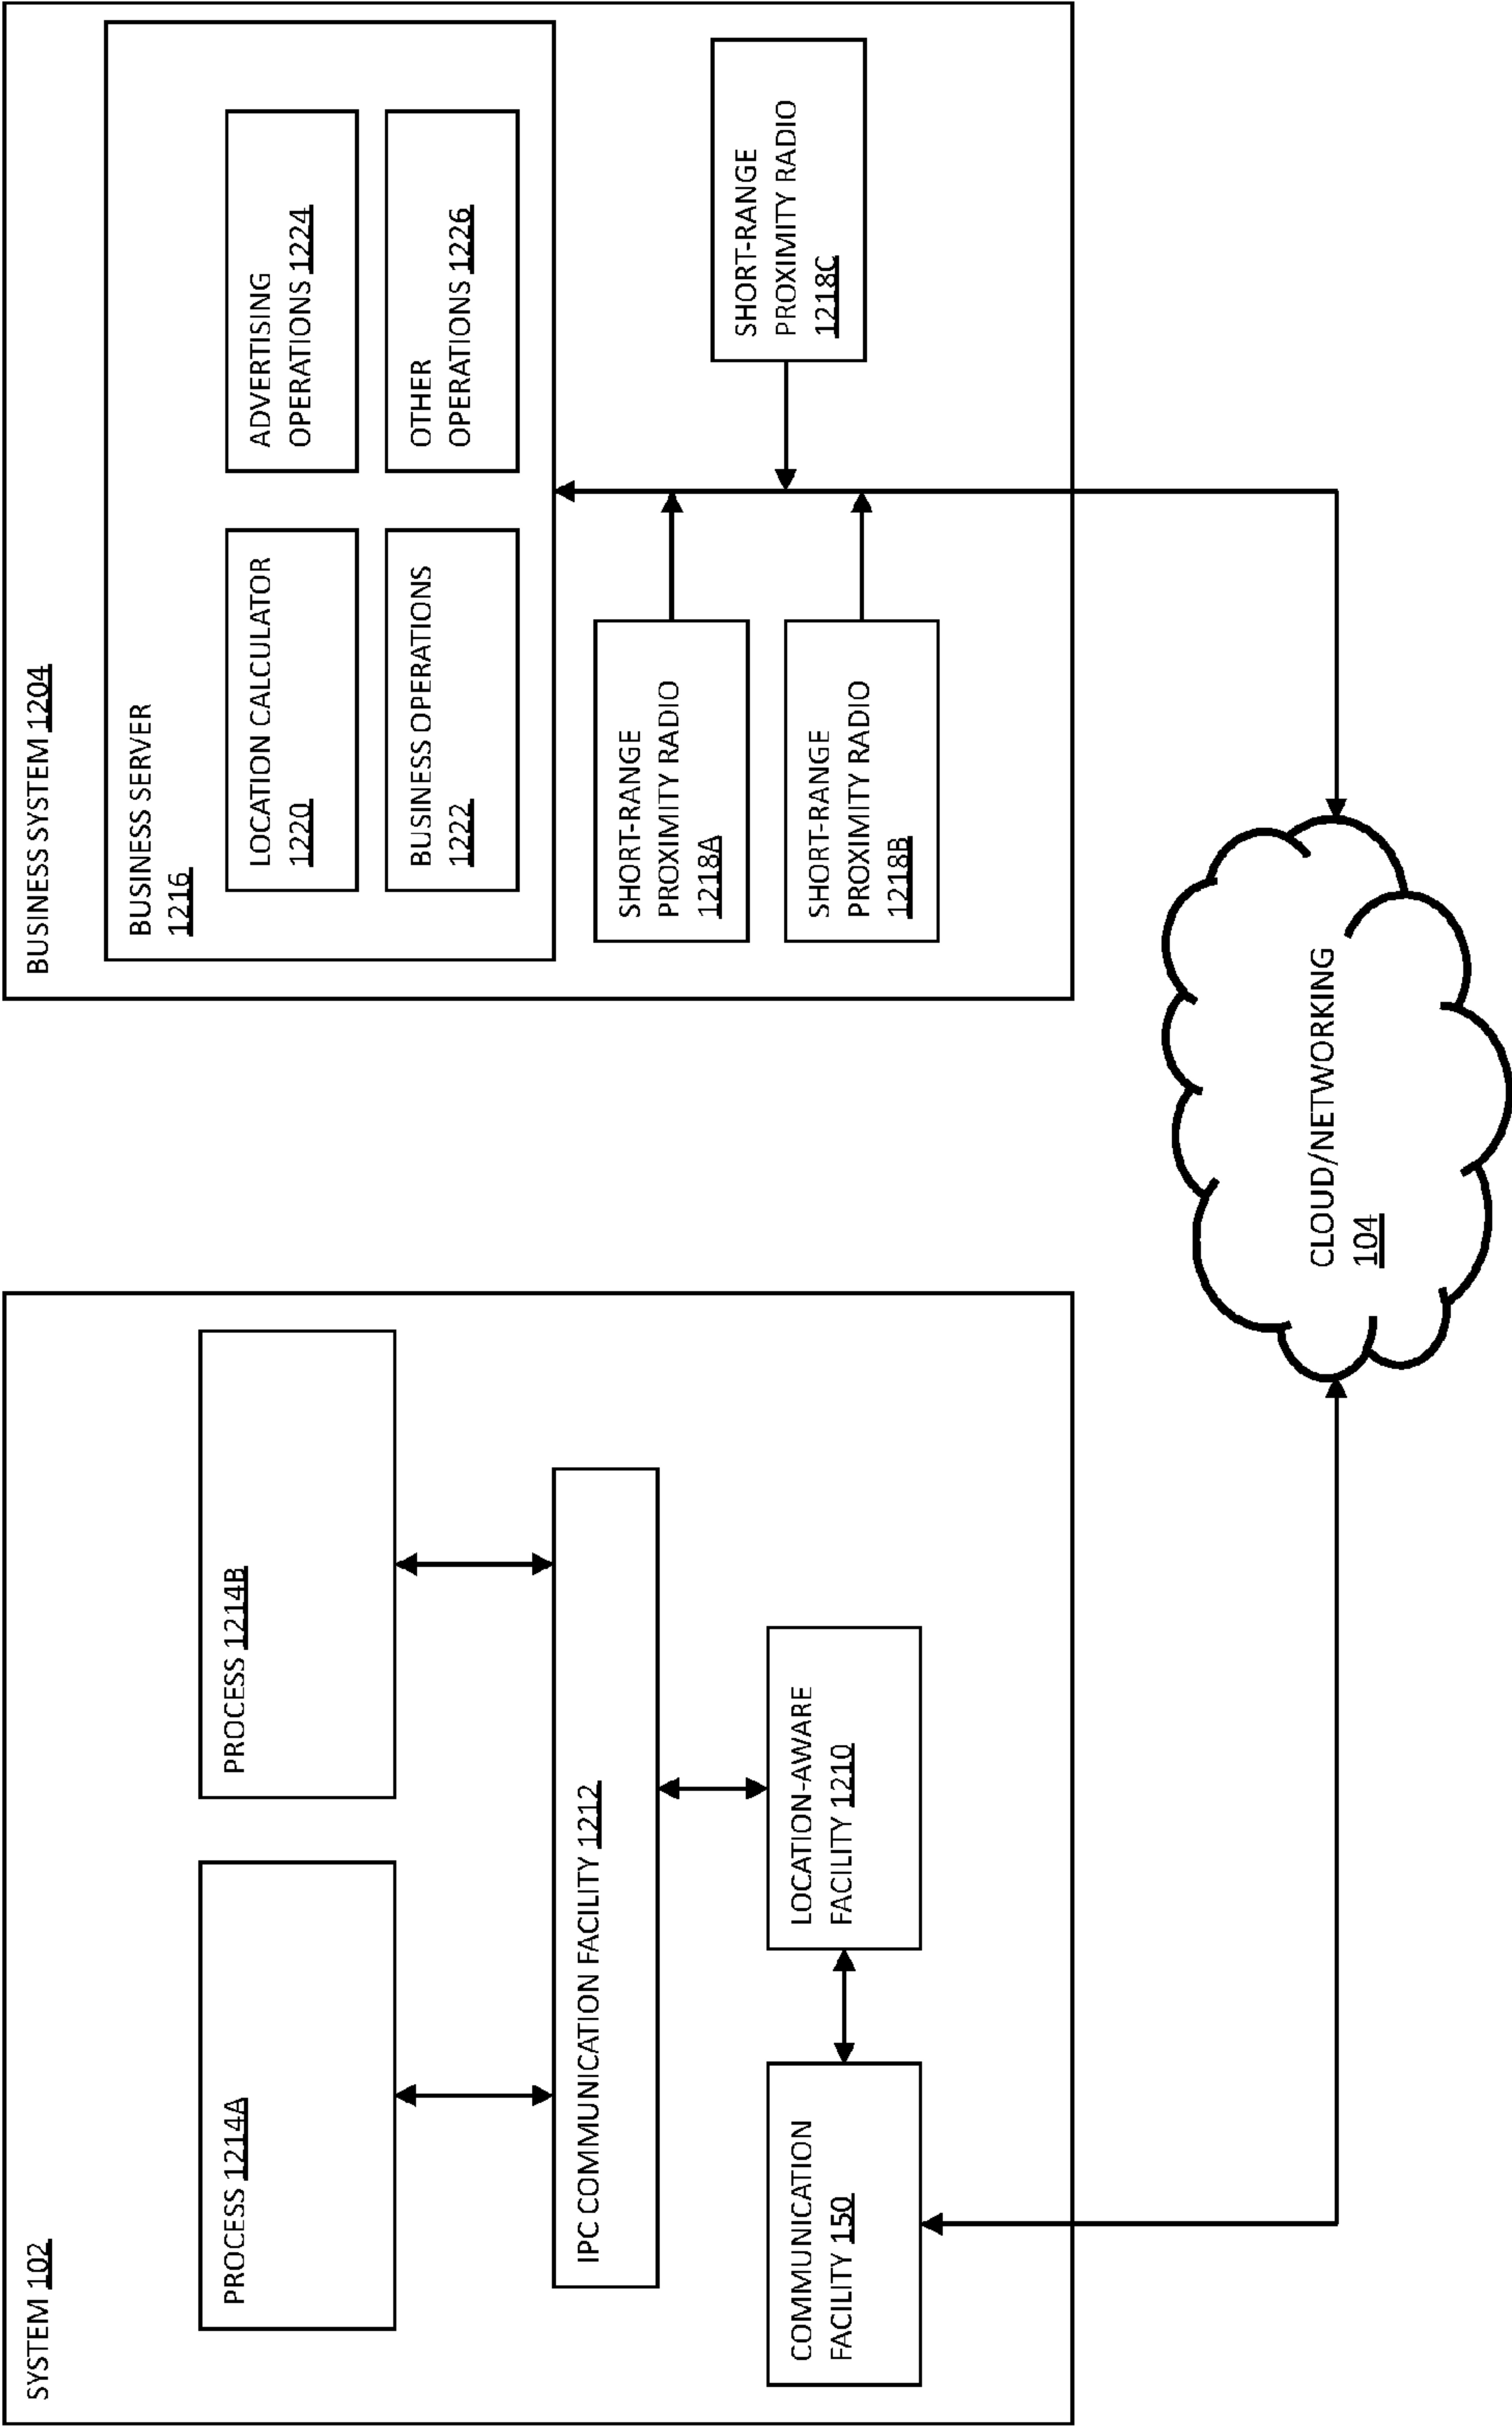 SYSTEM 102
PROCESS 1214A
PROCESS 1214B
IPC COMMUNICATION FACILITY 1212
COMMUNICATION
FACILITY 150
LOCATION-AWARE
FACILITY 1210
BUSINESS SYSTEM 1204
BUSINESS SERVER
1216
LOCATION CALCULATOR
1220
ADVERTISING
OPERATIONS 1224
BUSINESS OPERATIONS
1222
OTHER
OPERATIONS 1226
SHORT-RANGE
PROXIMITY RADIO
1218A
SHORT-RANGE
PROXIMITY RADIO
1218B
SHORT-RANGE
PROXIMITY RADIO
1218C
CLOUD/NETWORKING
104